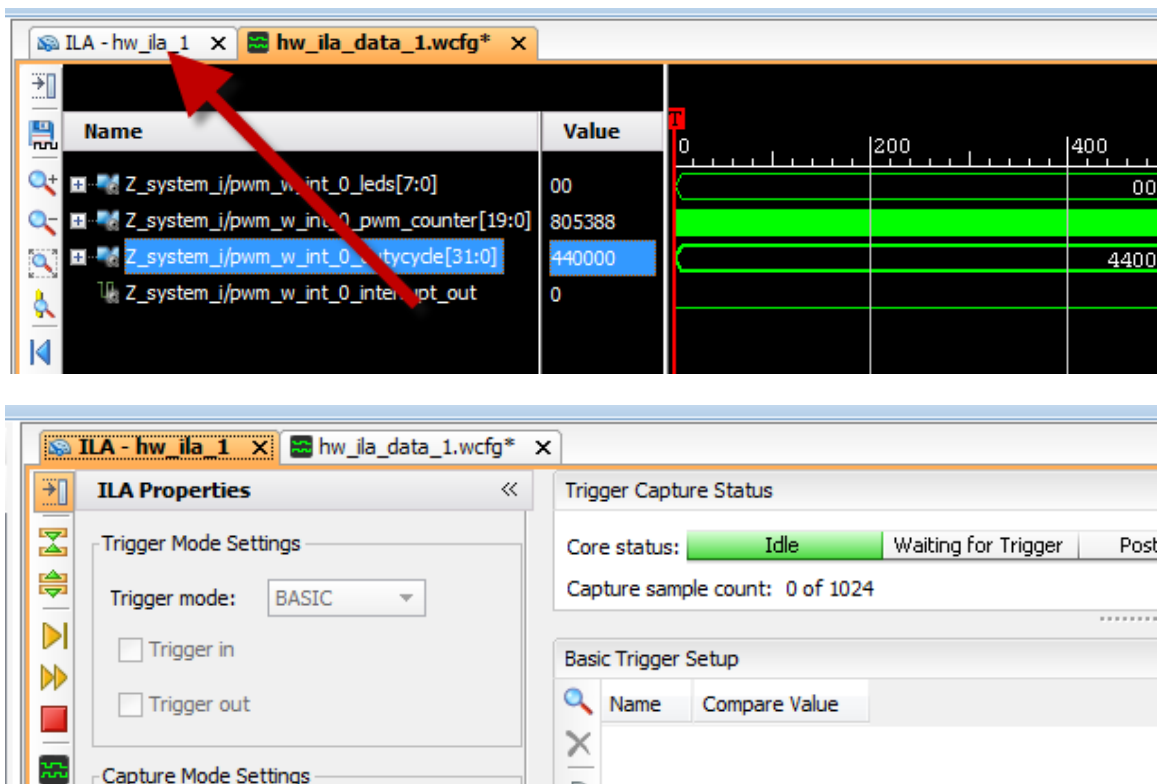 ILA - hw_ila_1 hw_ila_data_1.wcfg*
Name Value
T
0 200 400
Z_system_i/pwm_w_int_0_leds[7:0] 00 00
Z_system_i/pwm_w_int_0_pwm_counter[19:0] 805388
Z_system_i/pwm_w_int_0_ utycycle[31:0] 440000 4400
Z_system_i/pwm_w_int_0_interrupt_out 0
ILA - hw_ila_1 hw_ila_data_1.wcfg*
ILA Properties Trigger Capture Status
Trigger Mode Settings
Core status: Idle Waiting for Trigger Post
Trigger mode: BASIC
Capture sample count: 0 of 1024
Trigger in
Basic Trigger Setup
Trigger out
Name Compare Value
Capture Mode Settings